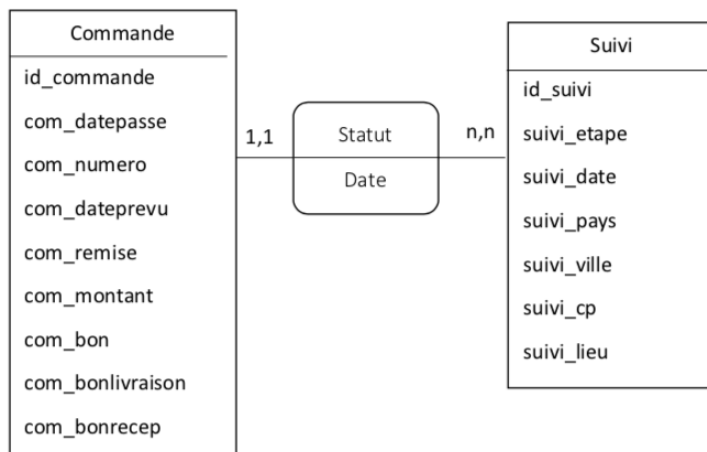 Commande
id_commande
com_datepasse
com_numero
com_dateprevu
com_remise
com_montant
com_bon
com_bonlivraison
com_bonrecep
1,1
Statut
Date
n,n
Suivi
id_suivi
suivi_etape
suivi_date
suivi_pays
suivi_ville
suivi_cp
suivi_lieu